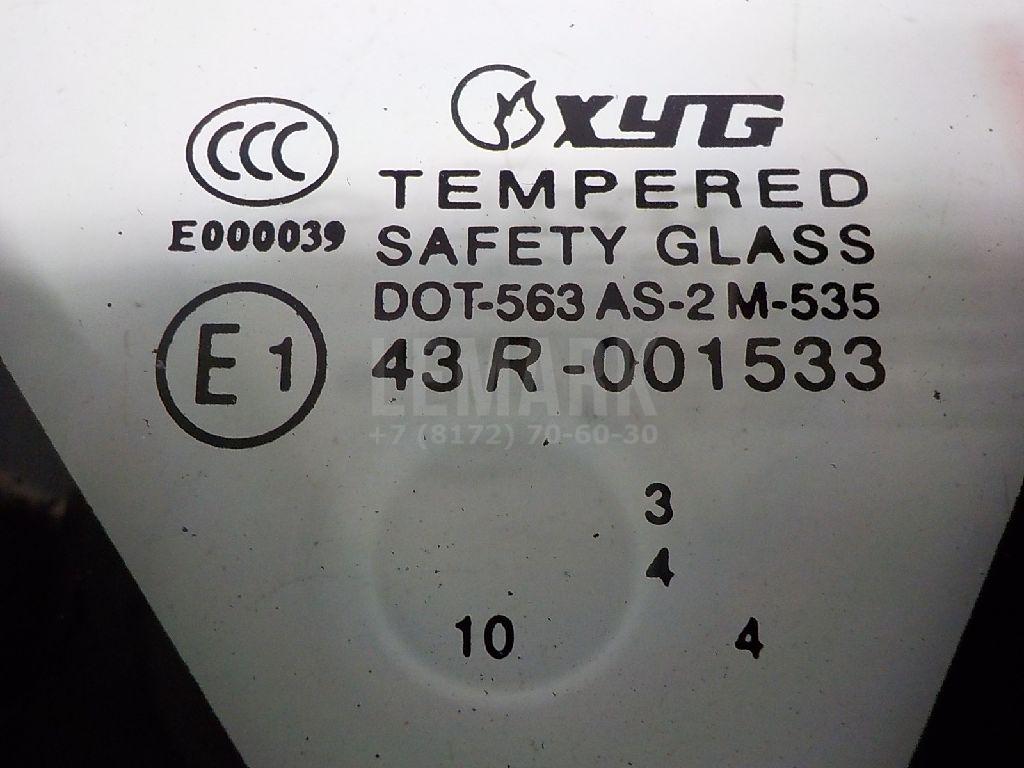 XYG
CCC
E000039
TEMPERED
SAFETY GLASS
DOT-563 AS-2 M-535
E1
43R-001533
LEMARK
+7 (8172) 70-60-30
3
4
10
4